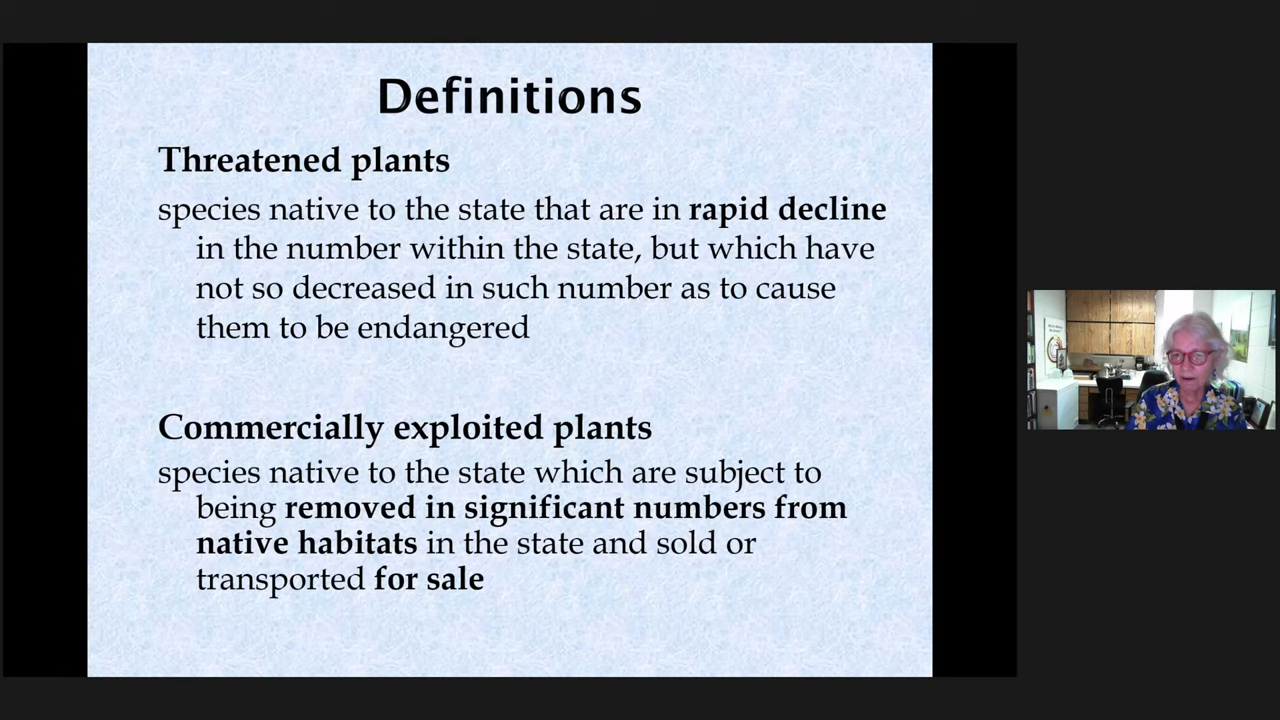 Definitions
Threatened plants
species native to the state that are in rapid decline
in the number within the state, but which have
not so decreased in such number as to cause
them to be endangered
Commercially exploited plants
species native to the state which are subject to
being removed in significant numbers from
native habitats in the state and sold or
transported for sale